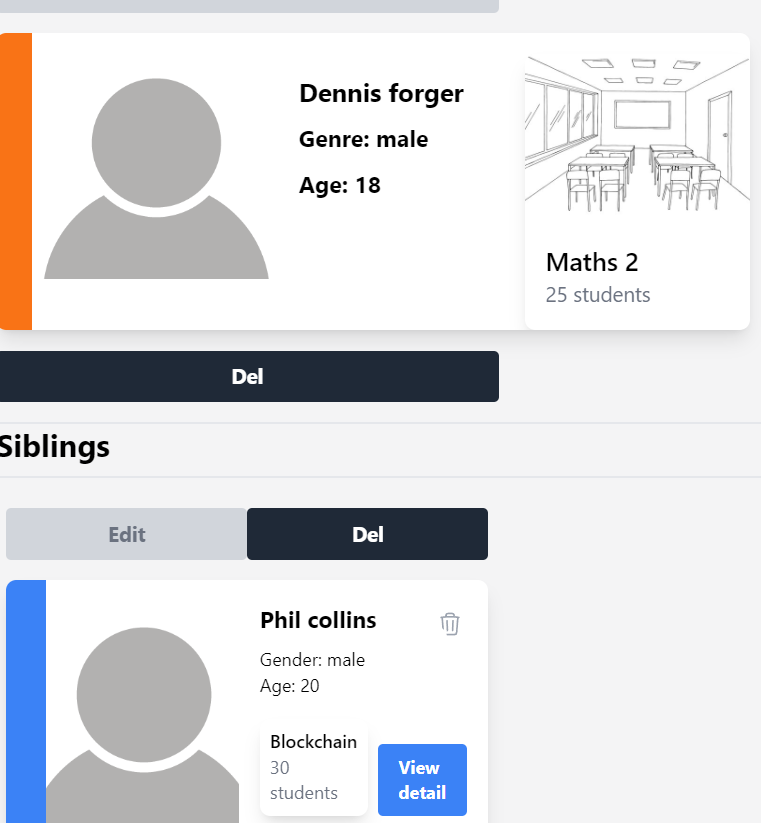 Dennis forger
Genre: male
Age: 18
Maths 2
25 students
Del
Siblings
Edit
Del
Phil collins
Gender: male
Age: 20
Blockchain
30
students
View
detail